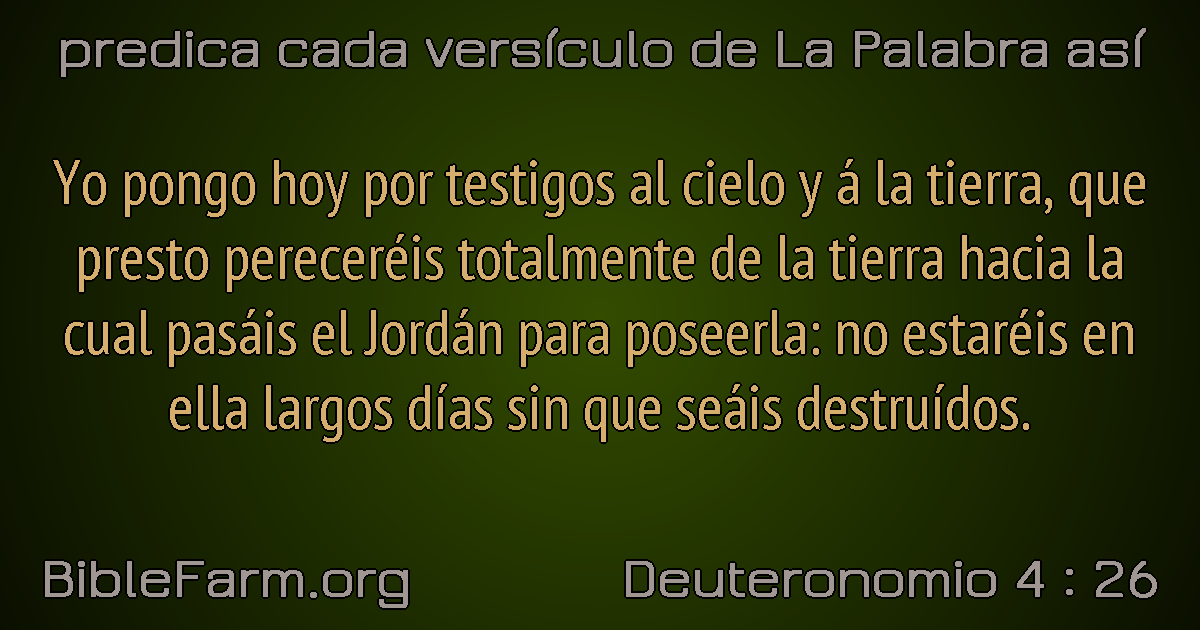 predica cada versículo de La Palabra así
Yo pongo hoy por testigos al cielo y á la tierra, que
presto pereceréis totalmente de la tierra hacia la
cual pasáis el Jordán para poseerla: no estaréis en
ella largos días sin que seáis destruídos.
BibleFarm.org
Deuteronomio 4 : 26